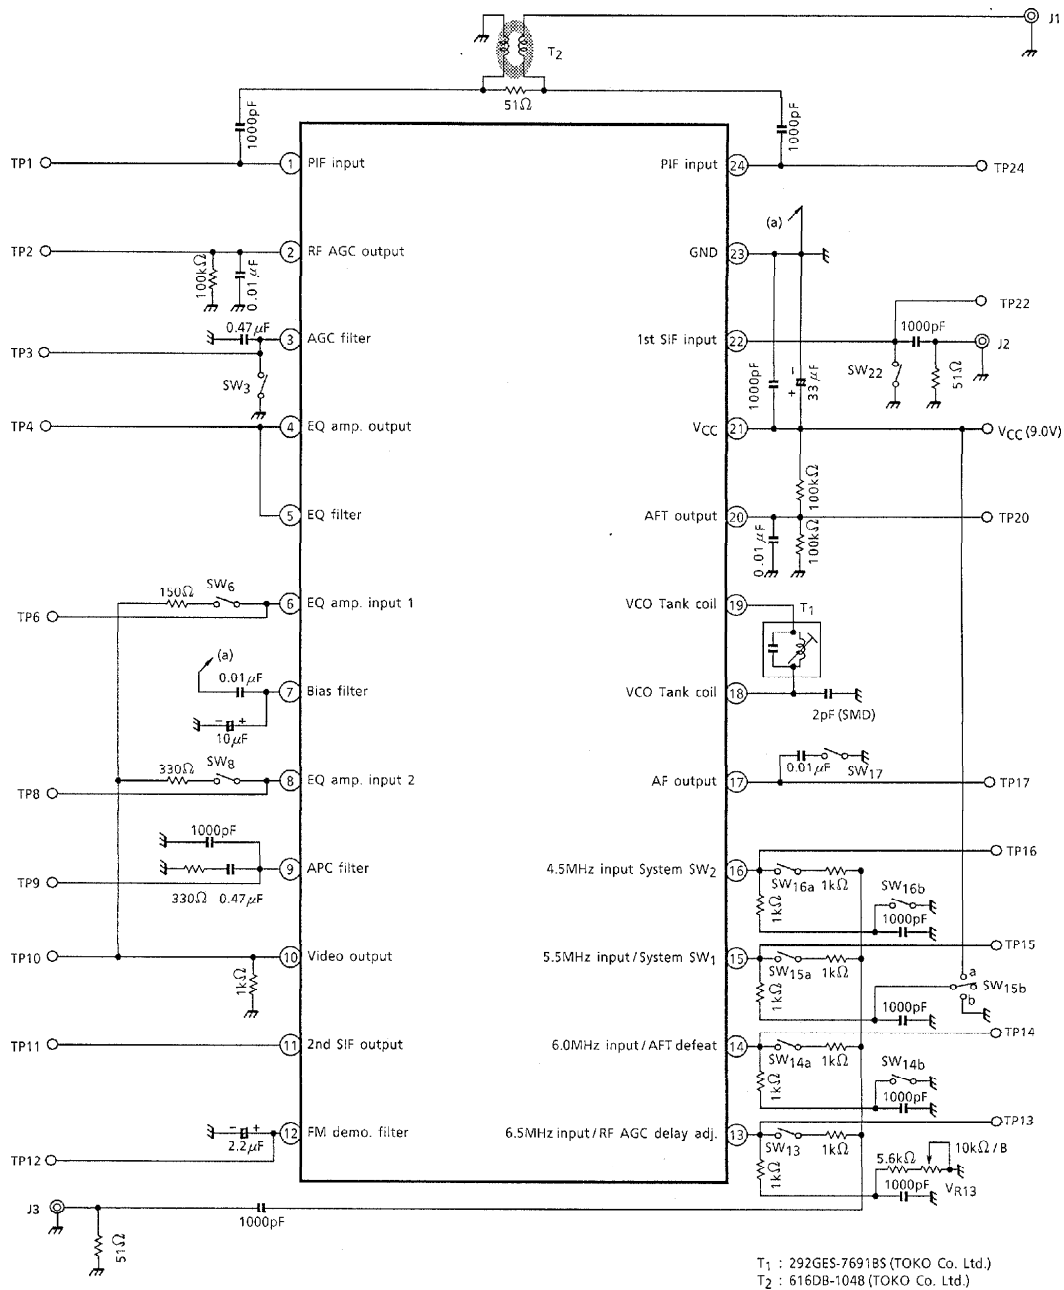 J1
T2
51Ω
1000pF
1000pF
TP1
1
PIF input
PIF input
24
TP24
(a)
TP2
2
RF AGC output
GND
23
100kΩ
0.01μF
TP22
0.47μF
3
AGC filter
1st SIF input
22
1000pF
J2
TP3
SW3
1000pF
- +
33μF
SW22
51Ω
TP4
4
EQ amp. output
VCC
21
VCC (9.0V)
100kΩ
5
EQ filter
AFT output
20
TP20
0.01μF
100kΩ
150Ω
SW6
6
EQ amp. input 1
VCO Tank coil
19
T1
TP6
(a)
0.01μF
7
Bias filter
VCO Tank coil
18
- +
10μF
2pF (SMD)
330Ω
SW8
8
EQ amp. input 2
AF output
17
0.01μF
SW17
TP17
TP8
1000pF
TP16
9
APC filter
4.5MHz input System SW2
16
SW16a
1kΩ
SW16b
TP9
330Ω
0.47μF
1kΩ
1000pF
TP15
TP10
10
Video output
5.5MHz input/System SW1
15
SW15a
1kΩ
a
SW15b
b
1kΩ
1kΩ
1000pF
TP14
TP11
11
2nd SIF output
6.0MHz input/AFT defeat
14
SW14a
1kΩ
SW14b
1kΩ
1000pF
TP13
- +
2.2μF
12
FM demo. filter
6.5MHz input/RF AGC delay adj.
13
SW13
1kΩ
10kΩ/B
5.6kΩ
TP12
1kΩ
1000pF
VR13
J3
1000pF
51Ω
T1 : 292GES-7691BS (TOKO Co. Ltd.)
T2 : 616DB-1048 (TOKO Co. Ltd.)